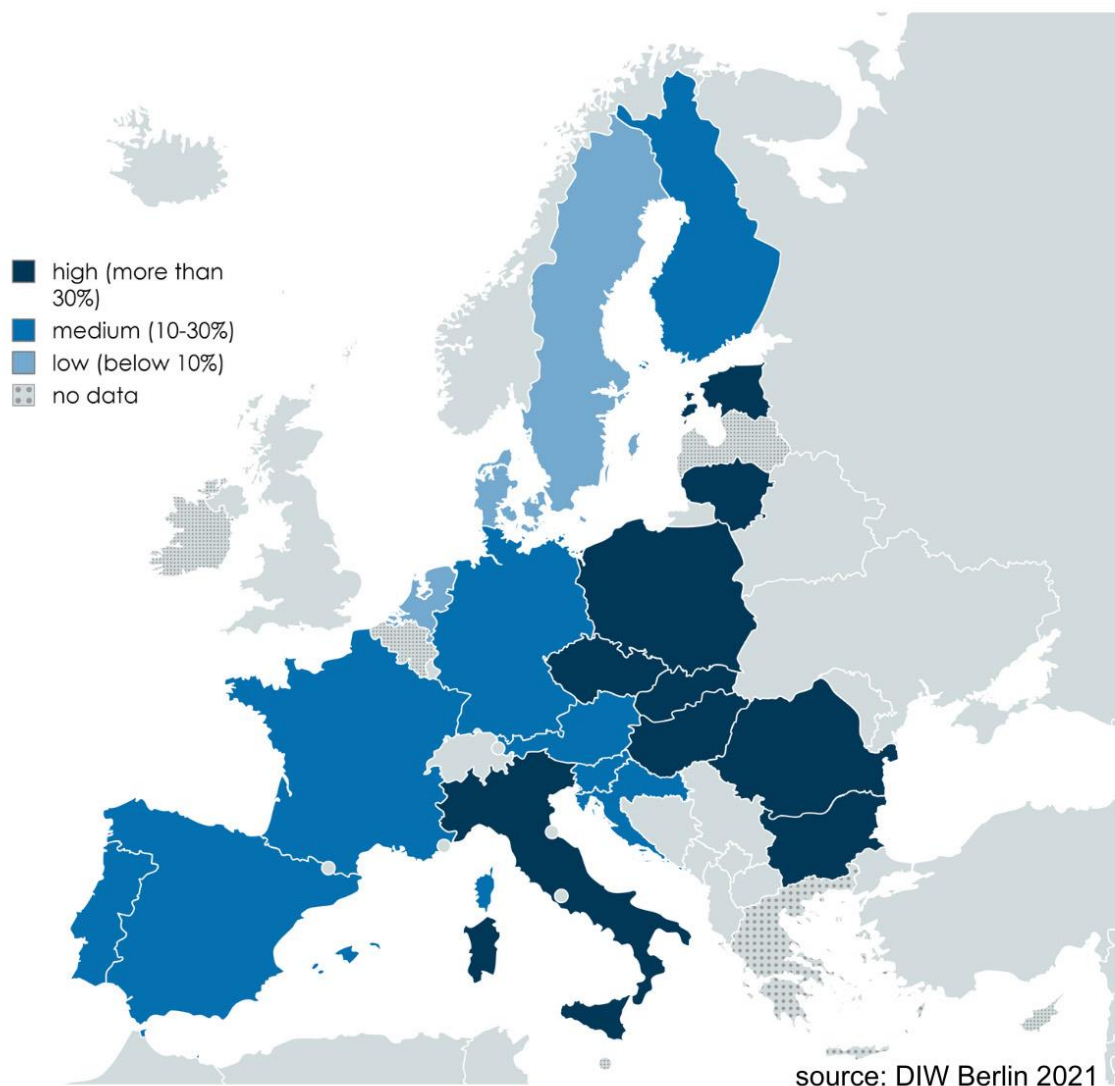 high (more than
30%)
medium (10-30%)
low (below 10%)
no data
source: DIW Berlin 2021